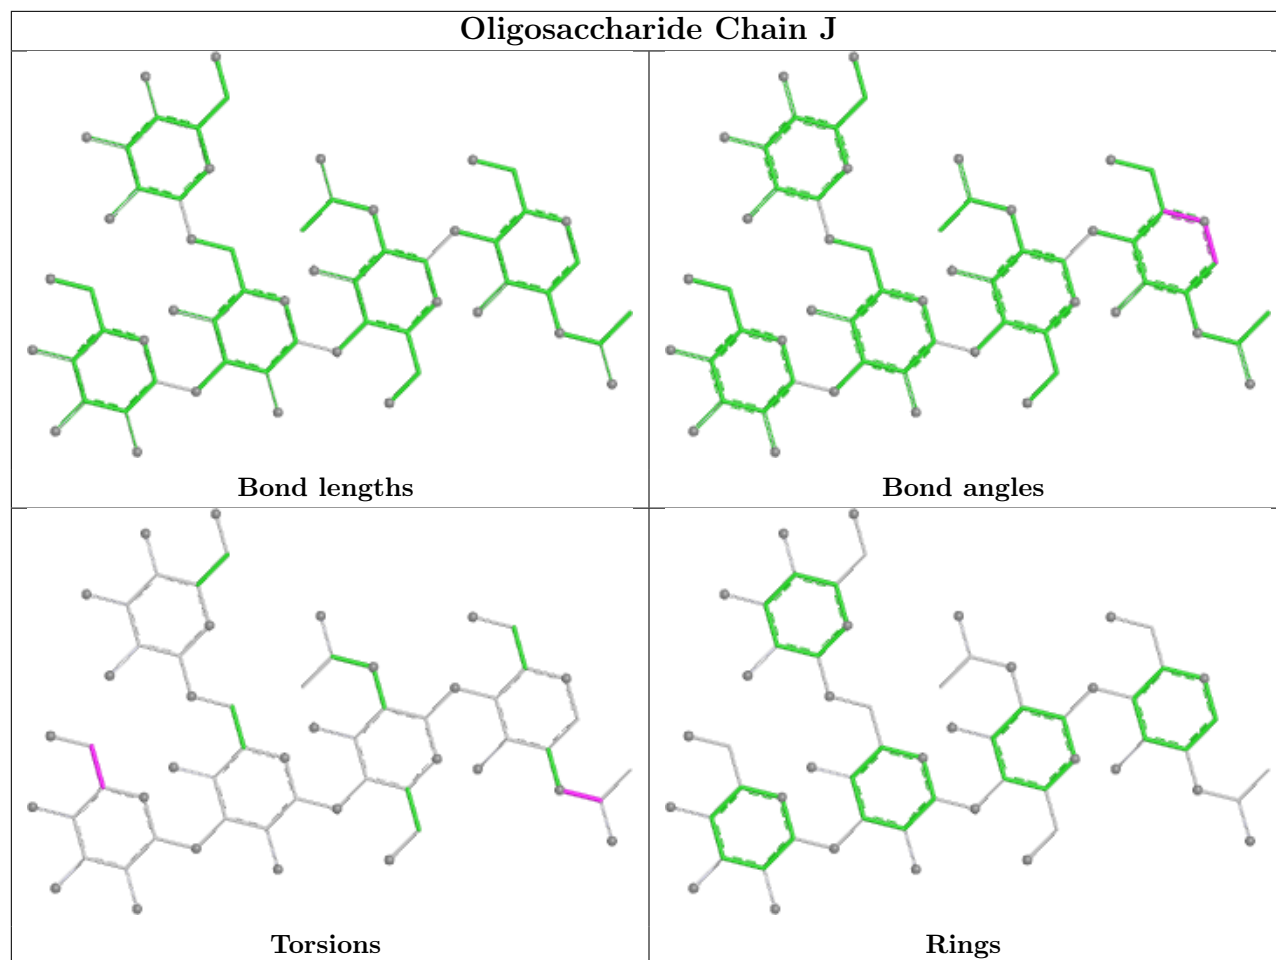 Oligosaccharide Chain J
Bond lengths
Bond angles
Torsions
Rings